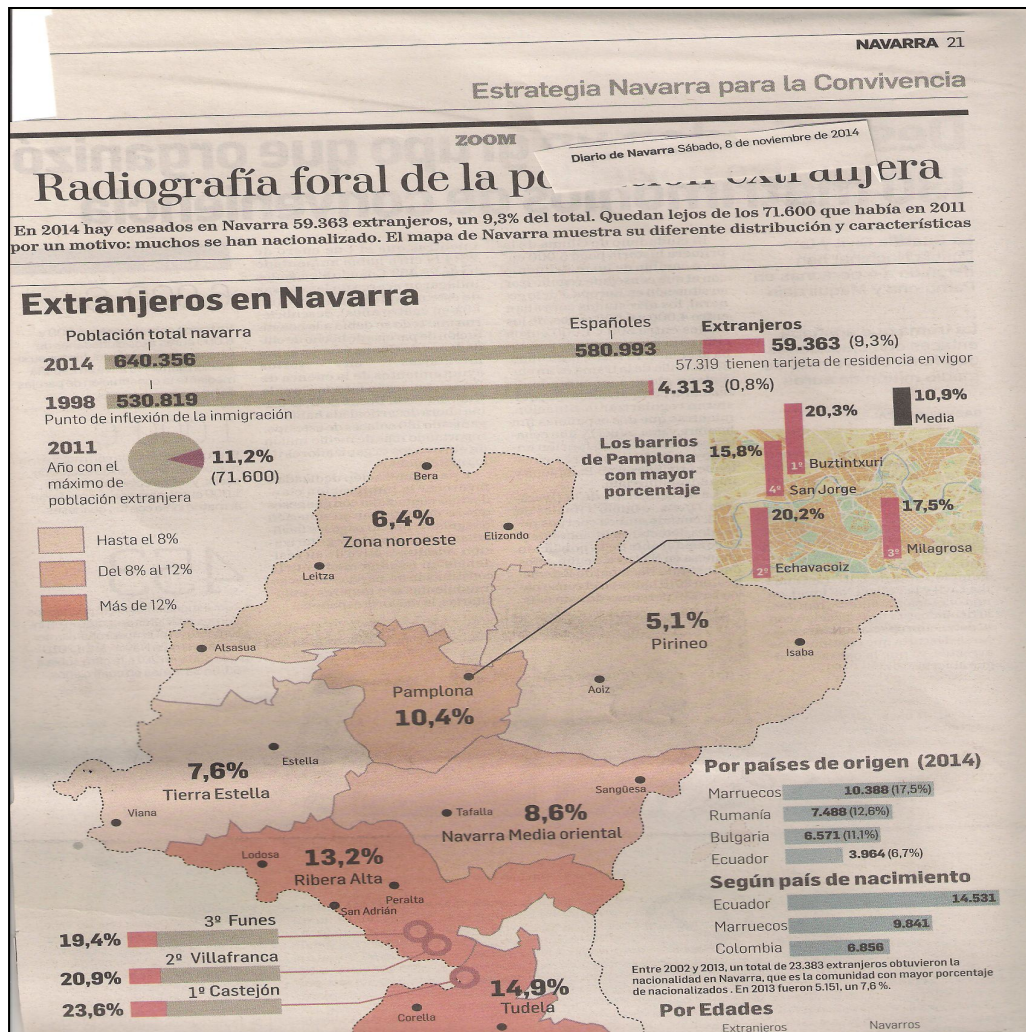 NAVARRA 21
Estrategia Navarra para la Convivencia
ZOOM
Diario de Navarra Sábado, 8 de noviembre de 2014
Radiografía foral de la extranjera
En 2014 hay censados en Navarra 59.363 extranjeros, un 9,3% del total. Quedan lejos de los 71.600 que había en 2011
por un motivo: muchos se han nacionalizado. El mapa de Navarra muestra su diferente distribución y características
Extranjeros en Navarra
Población total navarra
Españoles
Extranjeros
2014 640.356 580.993 59.363 (9,3%)
57.319 tienen tarjeta de residencia en vigor
1998 530.819 4.313 (0,8%)
Punto de inflexión de la inmigración
2011
Año con el
máximo de
población extranjera
11,2%
(71.600)
Hasta el 8%
Del 8% al 12%
Más de 12%
Los barrios
de Pamplona
con mayor
porcentaje
10,9%
Media
20,3%
1º Buztintxuri
15,8%
4º San Jorge
20,2%
2º Echavacoiz
17,5%
3º Milagrosa
Bera
6,4%
Zona noroeste
Elizondo
Leitza
Alsasua
5,1%
Pirineo
Isaba
Aoiz
Pamplona
10,4%
Estella
7,6%
Tierra Estella
Viana
Sangüesa
Tafalla
8,6%
Navarra Media oriental
Lodosa
13,2%
Ribera Alta
Peralta
San Adrián
3º Funes
19,4%
2º Villafranca
20,9%
1º Castejón
23,6%
14,9%
Tudela
Corella
Por países de origen (2014)
Marruecos 10.388 (17,5%)
Rumanía 7.488 (12,6%)
Bulgaria 6.571 (11,1%)
Ecuador 3.964 (6,7%)
Según país de nacimiento
Ecuador 14.531
Marruecos 9.841
Colombia 6.856
Entre 2002 y 2013, un total de 23.383 extranjeros obtuvieron la
nacionalidad en Navarra, que es la comunidad con mayor porcentaje
de nacionalizados. En 2013 fueron 5.151, un 7,6 %.
Por Edades
Extranjeros
Navarros